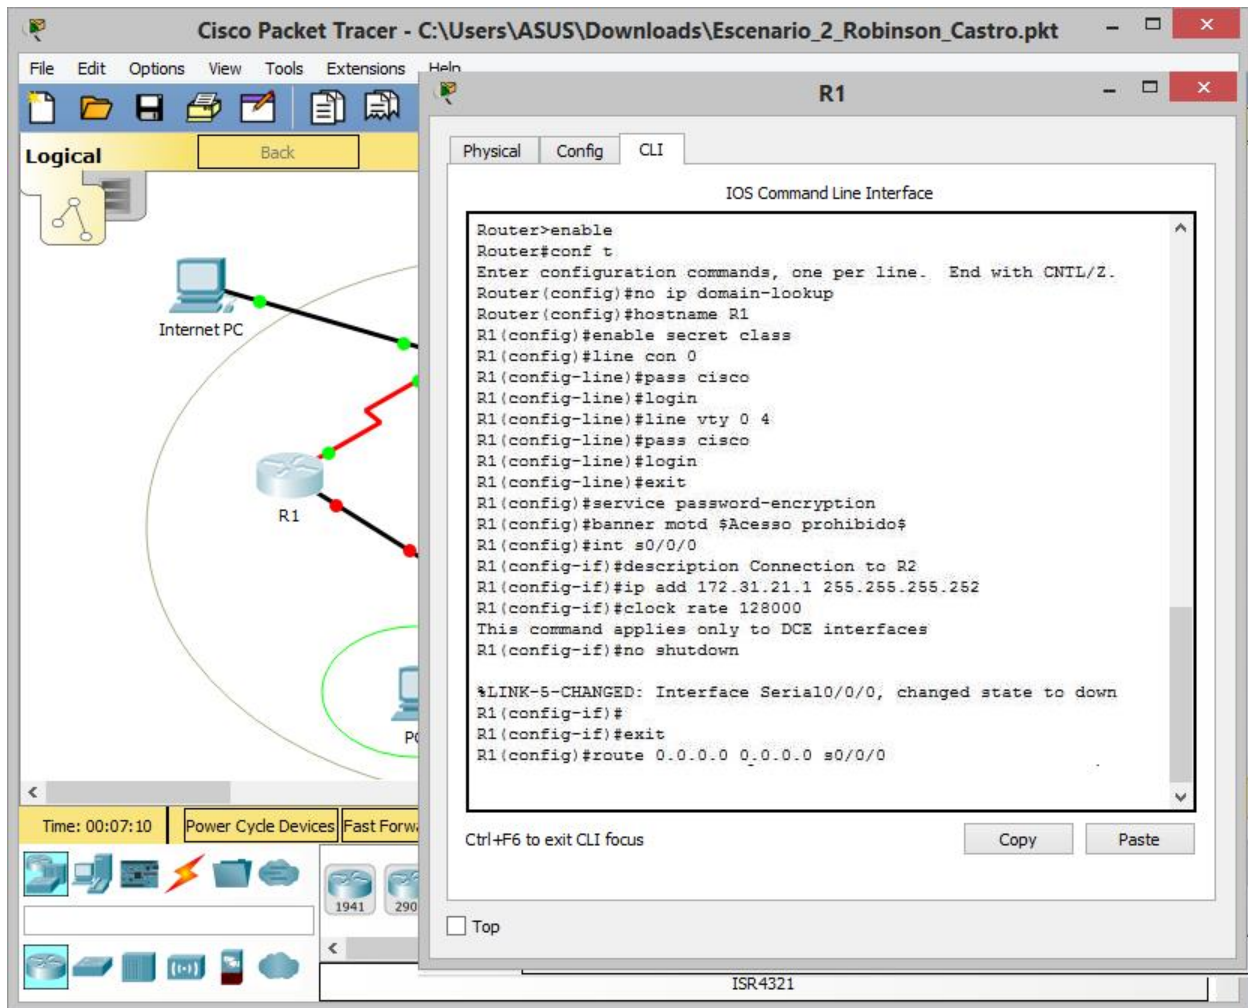 Cisco Packet Tracer - C:\Users\ASUS\Downloads\Escenario_2_Robinson_Castro.pkt
File Edit Options View Tools Extensions Help
Logical
Back
Internet PC
R1
R1
Physical Config CLI
IOS Command Line Interface
Router>enable
Router#conf t
Enter configuration commands, one per line.  End with CNTL/Z.
Router(config)#no ip domain-lookup
Router(config)#hostname R1
R1(config)#enable secret class
R1(config)#line con 0
R1(config-line)#pass cisco
R1(config-line)#login
R1(config-line)#line vty 0 4
R1(config-line)#pass cisco
R1(config-line)#login
R1(config-line)#exit
R1(config)#service password-encryption
R1(config)#banner motd $Acesso prohibido$
R1(config)#int s0/0/0
R1(config-if)#description Connection to R2
R1(config-if)#ip add 172.31.21.1 255.255.255.252
R1(config-if)#clock rate 128000
This command applies only to DCE interfaces
R1(config-if)#no shutdown
%LINK-5-CHANGED: Interface Serial0/0/0, changed state to down
R1(config-if)#
R1(config-if)#exit
R1(config)#route 0.0.0.0 0.0.0.0 s0/0/0
Ctrl+F6 to exit CLI focus
Copy Paste
Top
Time: 00:07:10 Power Cycle Devices Fast Forw
1941 290
ISR4321